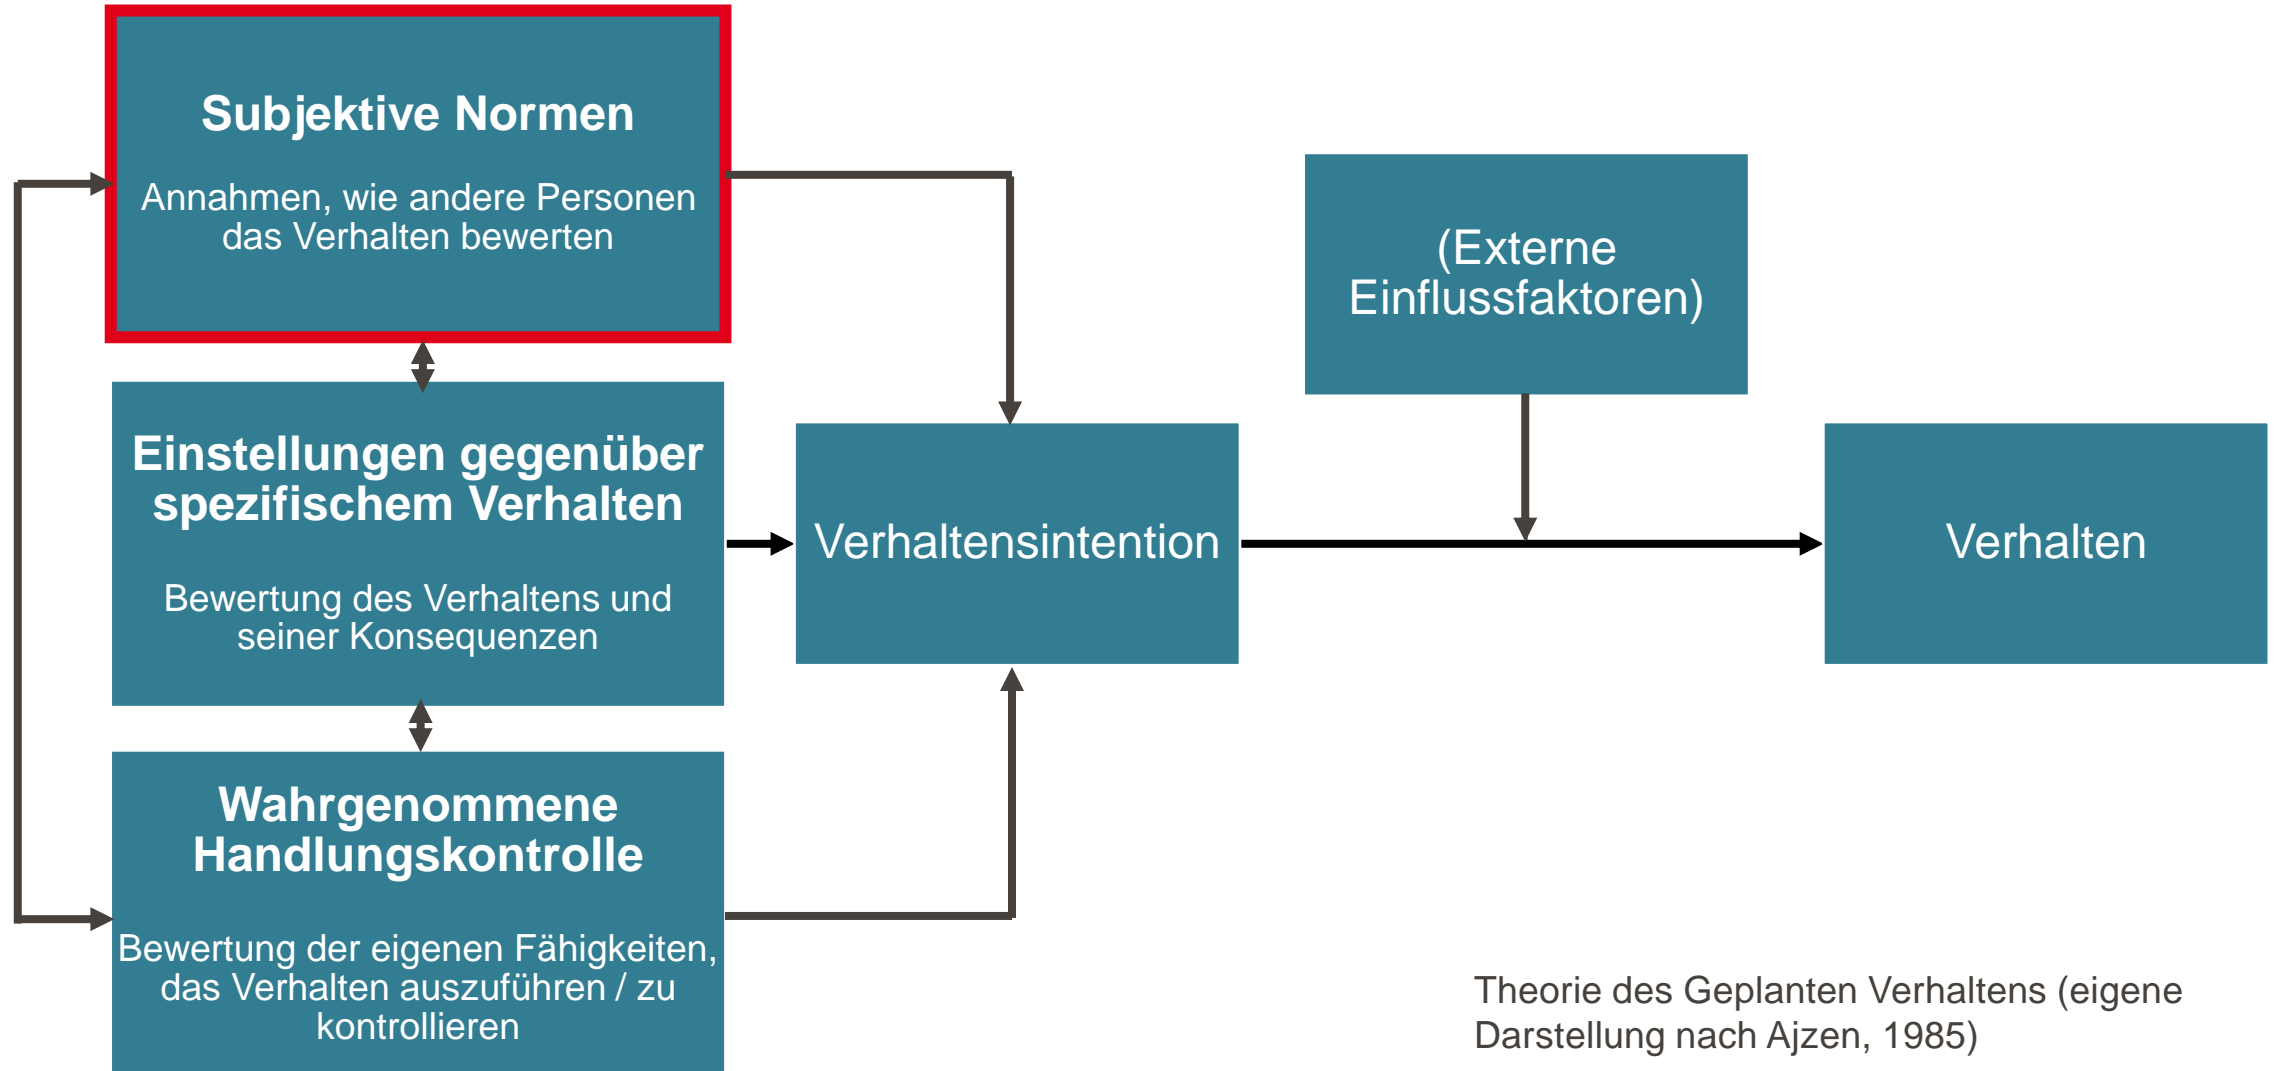 Subjektive Normen
Annahmen, wie andere Personen
das Verhalten bewerten
Einstellungen gegenüber
spezifischem Verhalten
Bewertung des Verhaltens und
seiner Konsequenzen
Wahrgenommene
Handlungskontrolle
Bewertung der eigenen Fähigkeiten,
das Verhalten auszuführen / zu
kontrollieren
Verhaltensintention
(Externe
Einflussfaktoren)
Verhalten
Theorie des Geplanten Verhaltens (eigene
Darstellung nach Ajzen, 1985)